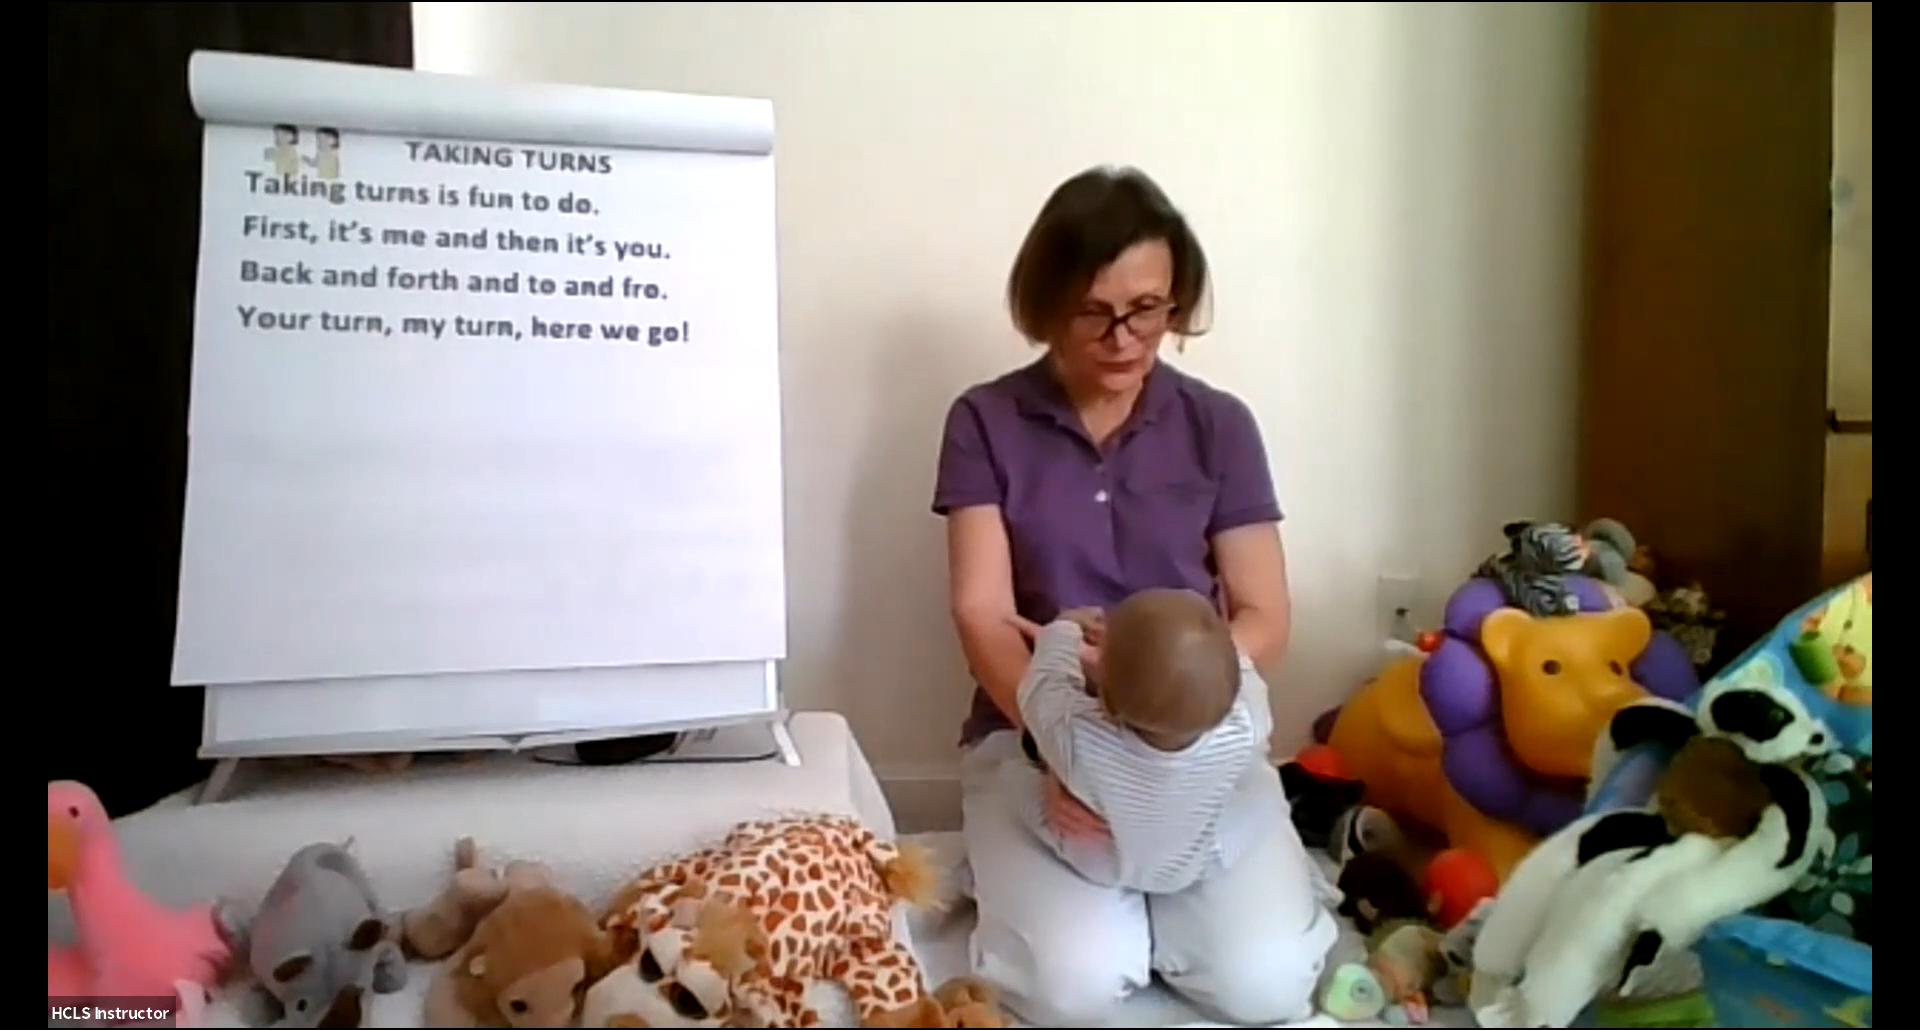 TAKING TURNS
Taking turns is fun to do.
First, it's me and then it's you.
Back and forth and to and fro.
Your turn, my turn, here we go!
HCLS Instructor